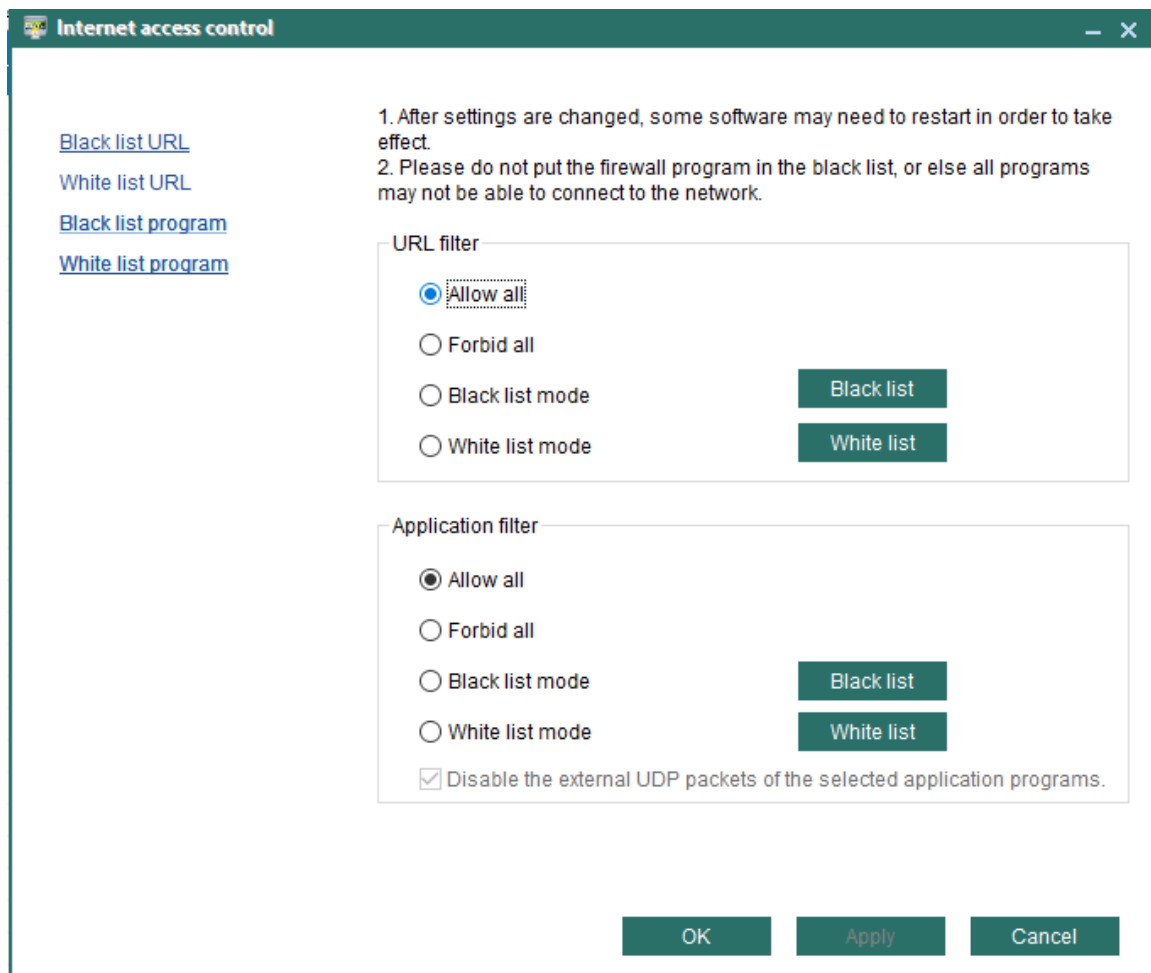 Internet access control
Black list URL
White list URL
Black list program
White list program
1. After settings are changed, some software may need to restart in order to take
effect.
2. Please do not put the firewall program in the black list, or else all programs
may not be able to connect to the network.
URL filter
Allow all
Forbid all
Black list mode
Black list
White list mode
White list
Application filter
Allow all
Forbid all
Black list mode
Black list
White list mode
White list
Disable the external UDP packets of the selected application programs.
OK
Apply
Cancel